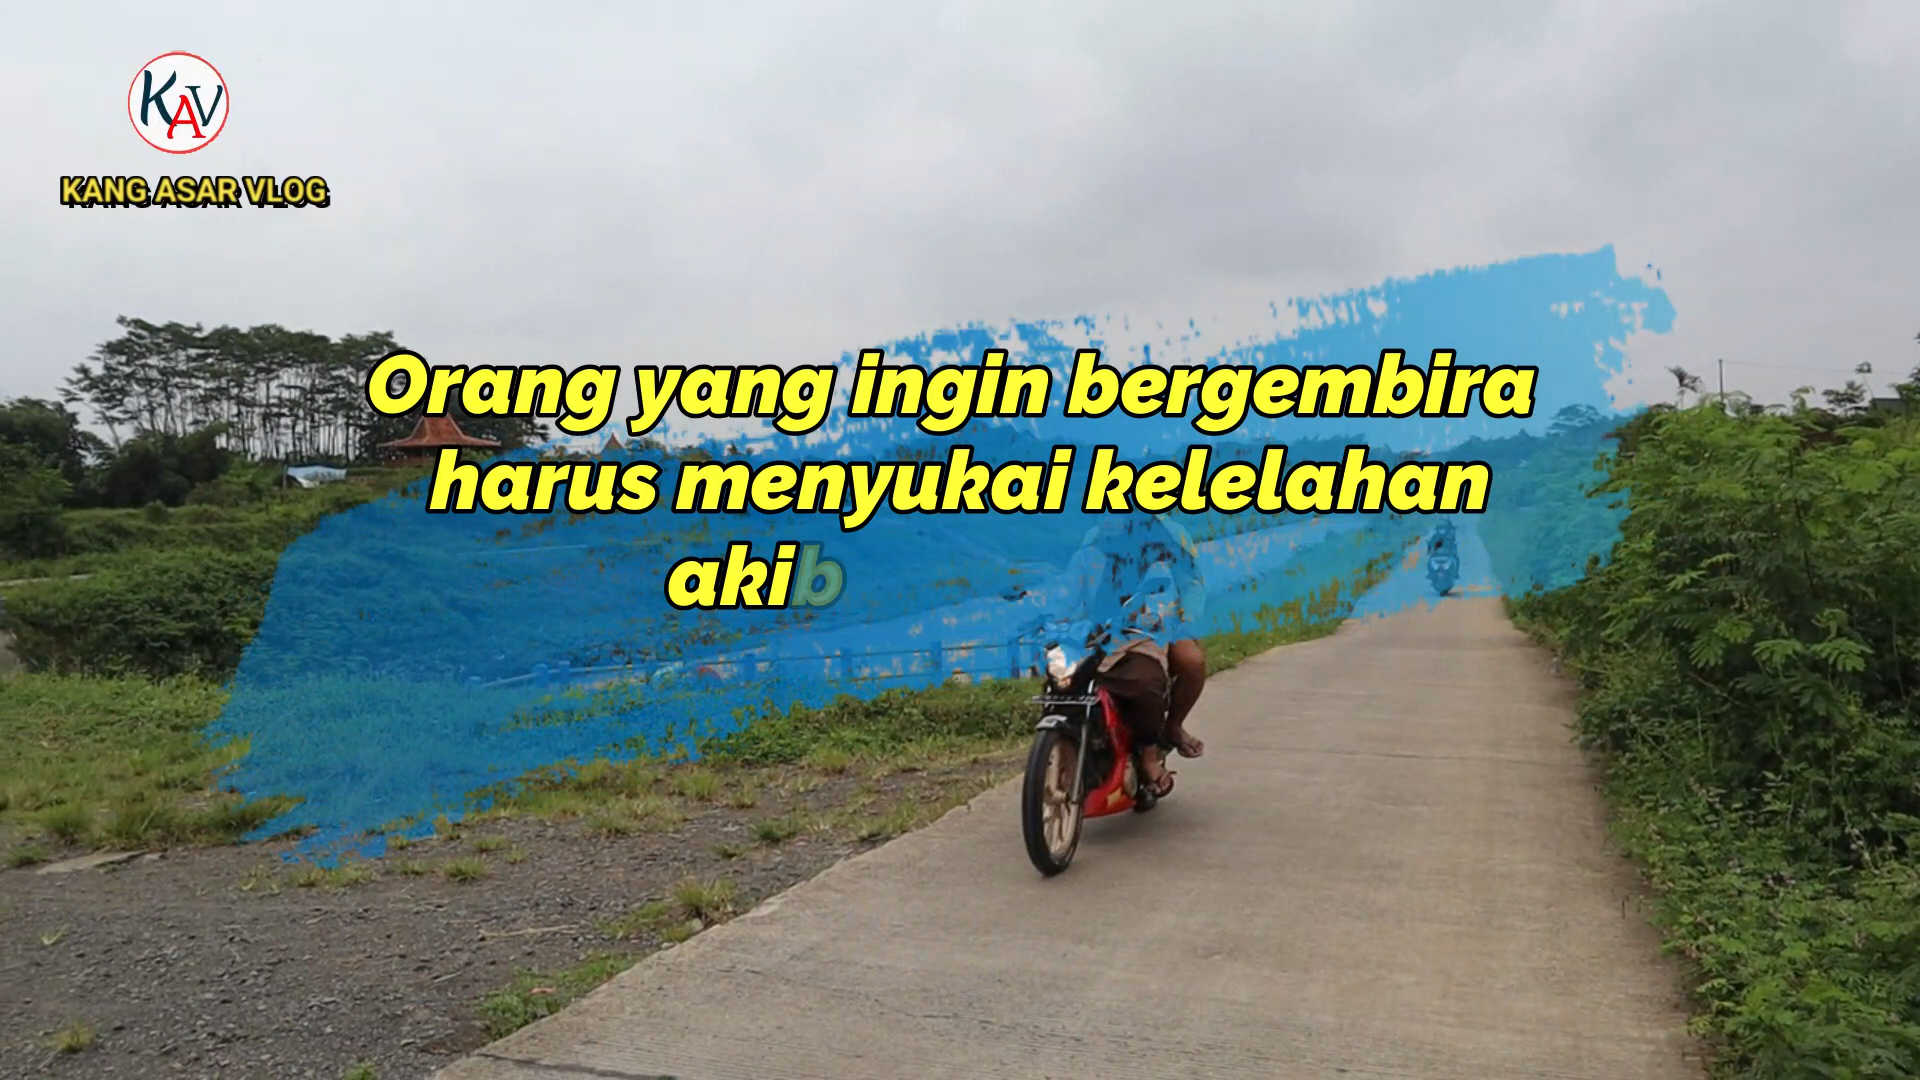 KAV
KANG ASAR VLOG
Orang yang ingin bergembira
harus menyukai kelelahan
akib